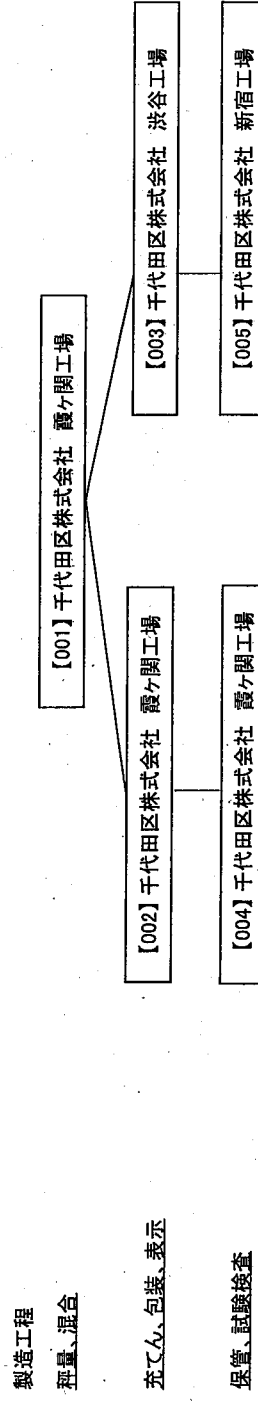 製造工程
秤量、混合
【001】千代田区株式会社 霞ヶ関工場
充てん、包装、表示
【002】千代田区株式会社 霞ヶ関工場
【003】千代田区株式会社 渋谷工場
保管、試験検査
【004】千代田区株式会社 霞ヶ関工場
【005】千代田区株式会社 新宿工場